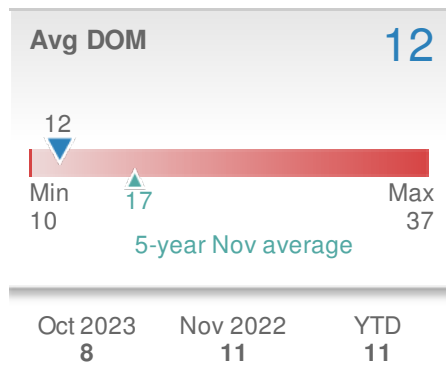 Avg DOM 12
12
Min Max
10 17 37
5-year Nov average
Oct 2023 Nov 2022 YTD
8 11 11